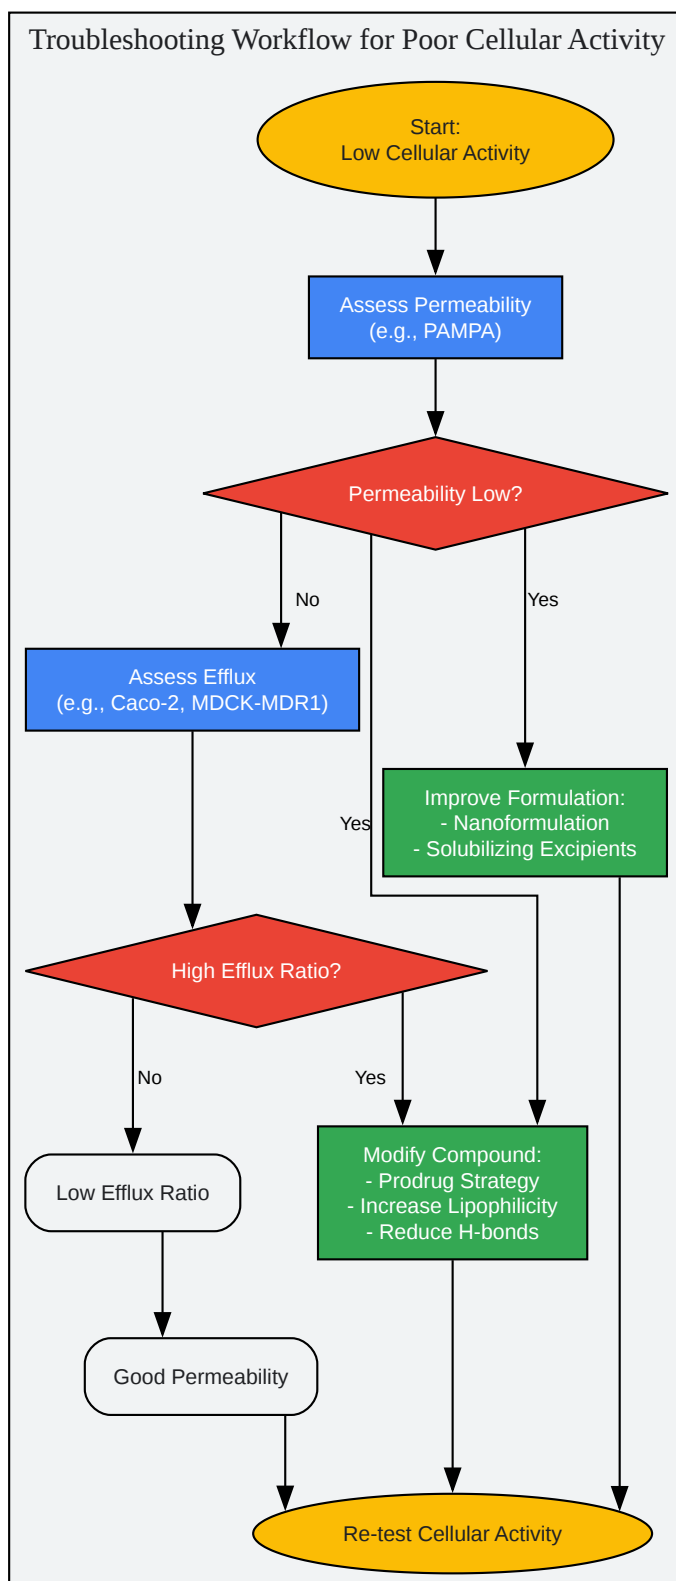 Troubleshooting Workflow for Poor Cellular Activity
Start:
Low Cellular Activity
Assess Permeability
(e.g., PAMPA)
Permeability Low?
No
Yes
Assess Efflux
(e.g., Caco-2, MDCK-MDR1)
Improve Formulation:
- Nanoformulation
- Solubilizing Excipients
Yes
High Efflux Ratio?
No
Yes
Modify Compound:
- Prodrug Strategy
- Increase Lipophilicity
- Reduce H-bonds
Low Efflux Ratio
Good Permeability
Re-test Cellular Activity